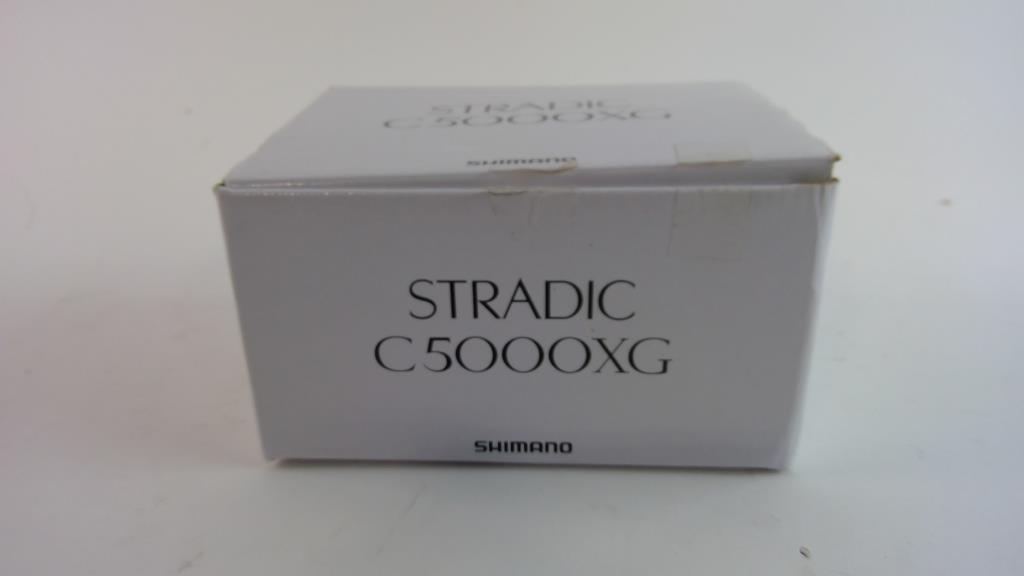 STRADIC
C5000XG
SHIMANO
STRADIC
C5000XG
SHIMANO